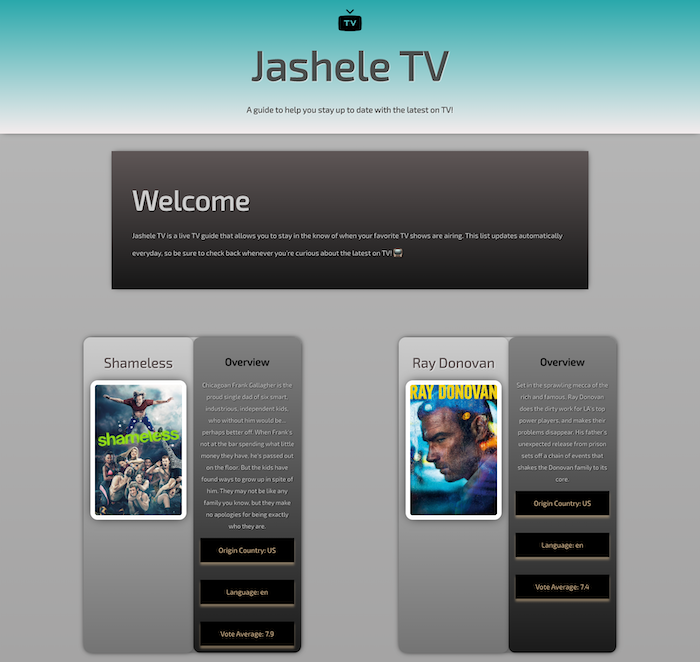 TV
Jashele TV
A guide to help you stay up to date with the latest on TV!
Welcome
Jashele TV is a live TV guide that allows you to stay in the know of when your favorite TV shows are airing. This list updates automatically
everyday, so be sure to check back whenever you're curious about the latest on TV!
Shameless
shameless
Overview
Chicagoan Frank Gallagher is the
proud single dad of six smart,
industrious, independent kids,
who without him would be...
perhaps better off. When Frank's
not at the bar spending what little
money they have, he's passed out
on the floor. But the kids have
found ways to grow up in spite of
him. They may not be like any
family you know, but they make
no apologies for being exactly
who they are.
Origin Country: US
Language: en
Vote Average: 7.9
Ray Donovan
RAY DONOVAN
Overview
Set in the sprawling mecca of the
rich and famous, Ray Donovan
does the dirty work for LA's top
power players, and makes their
problems disappear. His father's
unexpected release from prison
sets off a chain of events that
shakes the Donovan family to its
core.
Origin Country: US
Language: en
Vote Average: 7.4